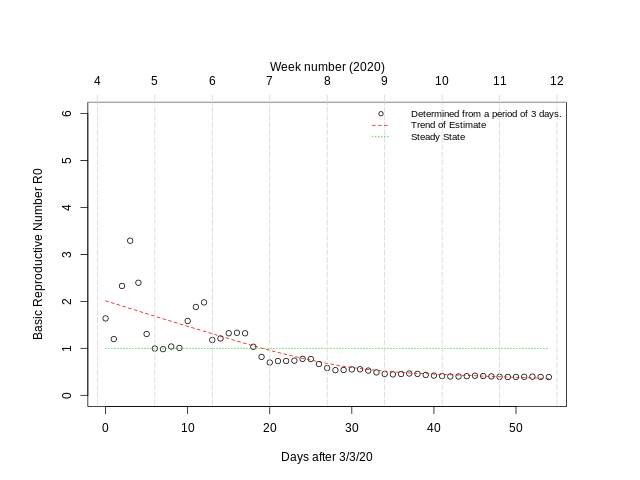 Week number (2020)
4 5 6 7 8 9 10 11 12
Determined from a period of 3 days.
Trend of Estimate
Steady State
6
5
4
3
2
1
0
Basic Reproductive Number R0
0 10 20 30 40 50
Days after 3/3/20